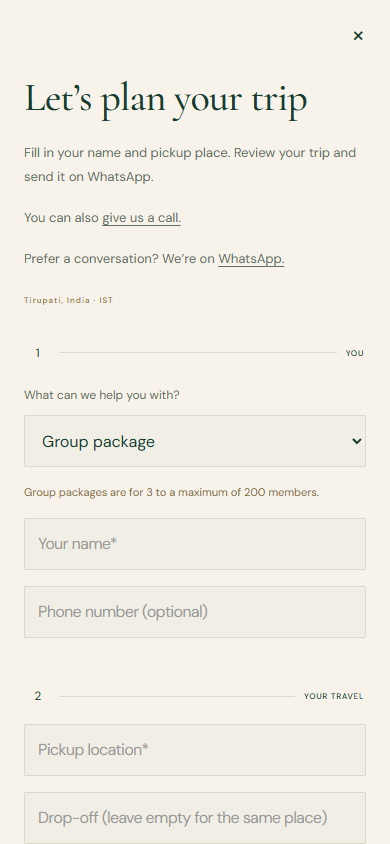 ×
Let’s plan your trip
Fill in your name and pickup place. Review your trip and
send it on WhatsApp.
You can also give us a call.
Prefer a conversation? We’re on WhatsApp.
Tirupati, India · IST
1 YOU
What can we help you with?
Group package
Group packages are for 3 to a maximum of 200 members.
Your name*
Phone number (optional)
2 YOUR TRAVEL
Pickup location*
Drop-off (leave empty for the same place)